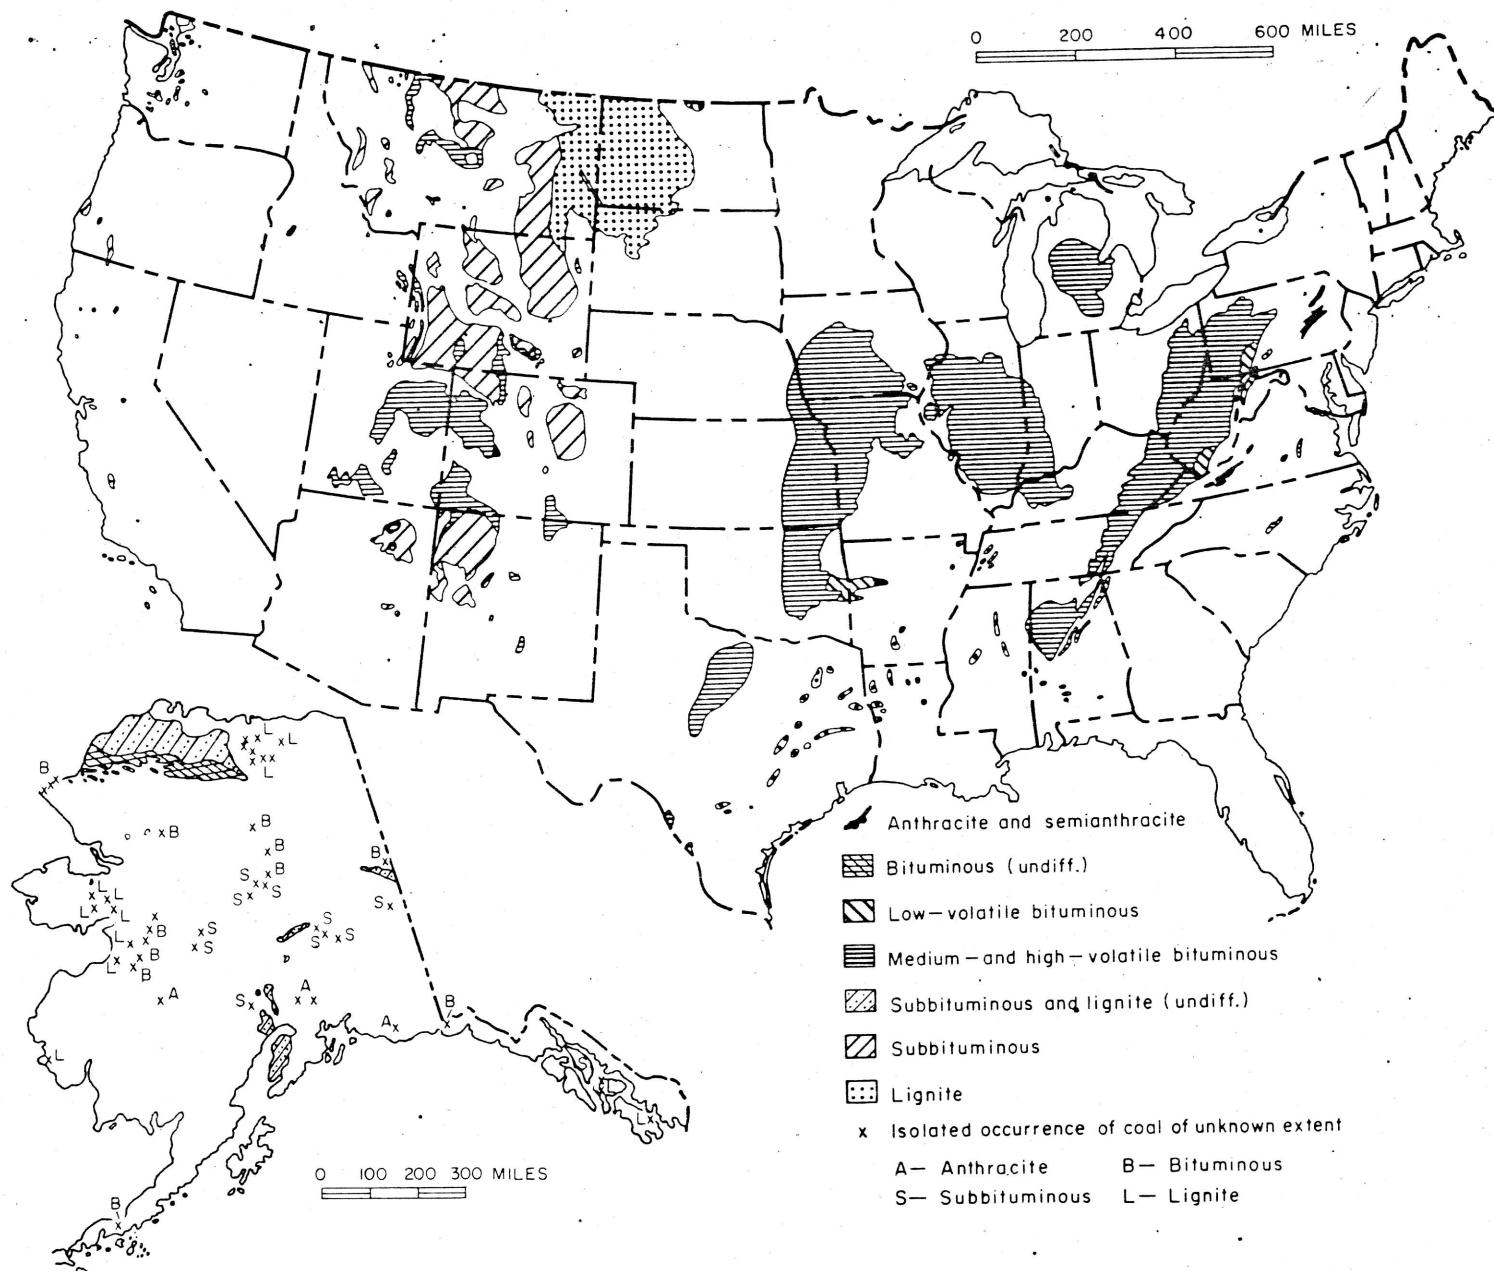 0 200 400 600 MILES
B
L
L
L
B
B
B
B
B
S
S
S
S
L
L
L
L
S
S
S
S
S
B
L
B
L
B
S
A
A
A
B
L
L
B
0 100 200 300 MILES
Anthracite and semianthracite
Bituminous (undiff.)
Low-volatile bituminous
Medium-and high-volatile bituminous
Subbituminous and lignite (undiff.)
Subbituminous
Lignite
x Isolated occurrence of coal of unknown extent
A- Anthracite B- Bituminous
S- Subbituminous L- Lignite